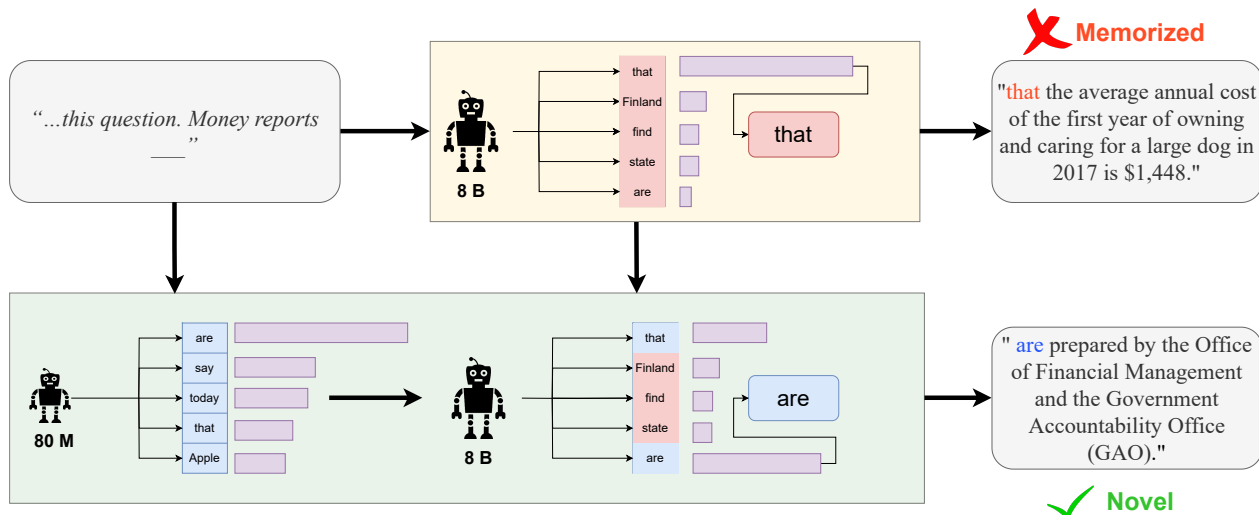 “...this question. Money reports
___”
8 B
that
Finland
find
state
are
that
Memorized
"that the average annual cost
of the first year of owning
and caring for a large dog in
2017 is $1,448."
80 M
are
say
today
that
Apple
8 B
that
Finland
find
state
are
are
" are prepared by the Office
of Financial Management
and the Government
Accountability Office
(GAO)."
Novel